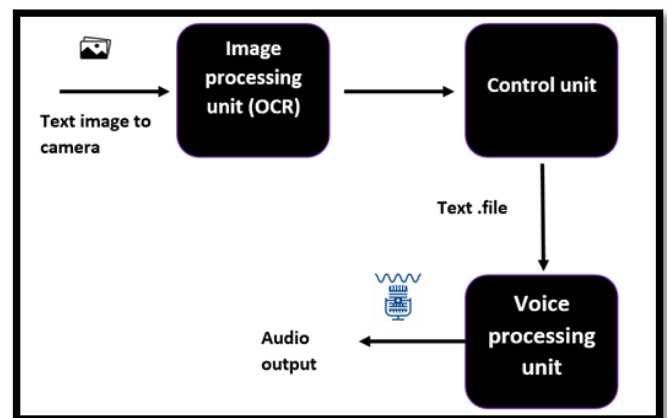 Image
processing
unit (OCR)
Control unit
Text image to
camera
Text .file
Voice
processing
unit
Audio
output